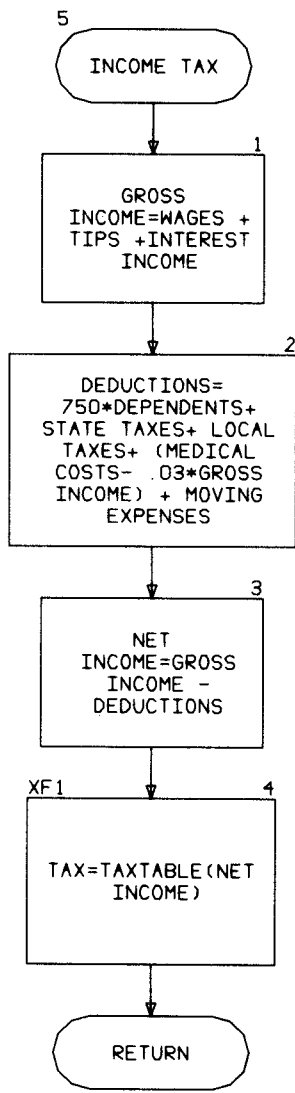 5
INCOME TAX
1
GROSS
INCOME=WAGES +
TIPS +INTEREST
INCOME
2
DEDUCTIONS=
750*DEPENDENTS+
STATE TAXES+ LOCAL
TAXES+ (MEDICAL
COSTS- .03*GROSS
INCOME) + MOVING
EXPENSES
3
NET
INCOME=GROSS
INCOME -
DEDUCTIONS
XF1 4
TAX=TAXTABLE(NET
INCOME)
RETURN